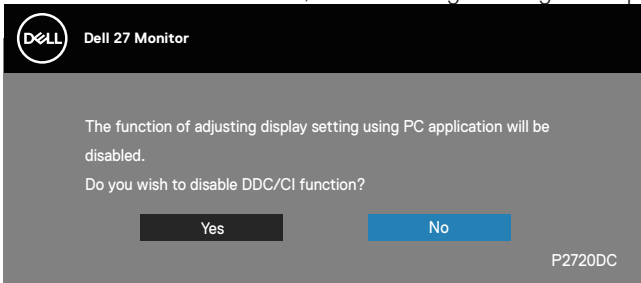 DELL
Dell 27 Monitor
The function of adjusting display setting using PC application will be
disabled.
Do you wish to disable DDC/CI function?
Yes
No
P2720DC